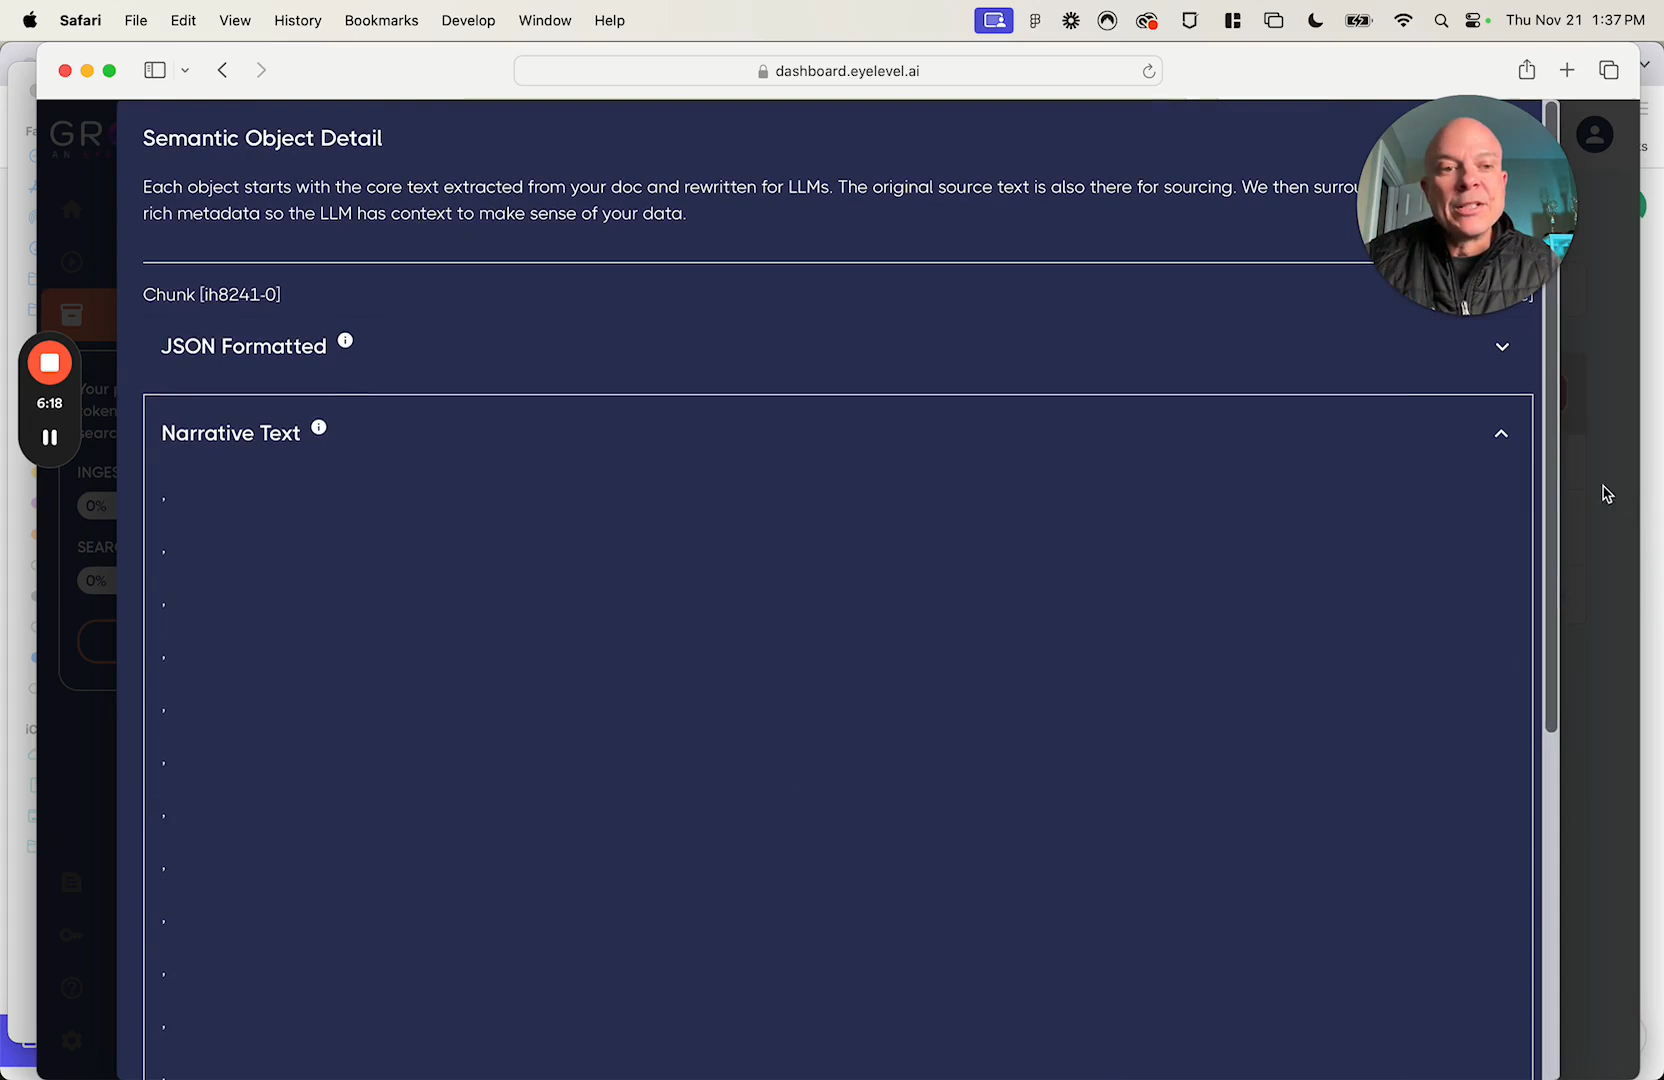 Safari File Edit View History Bookmarks Develop Window Help Thu Nov 21 1:37 PM
dashboard.eyelevel.ai
GR
AN
Semantic Object Detail
Each object starts with the core text extracted from your doc and rewritten for LLMs. The original source text is also there for sourcing. We then surrou
rich metadata so the LLM has context to make sense of your data.
Chunk [ih8241-0]
JSON Formatted
6:18
Narrative Text
,
,
,
,
,
,
,
,
,
,
,
INGES
0%
SEAR
0%